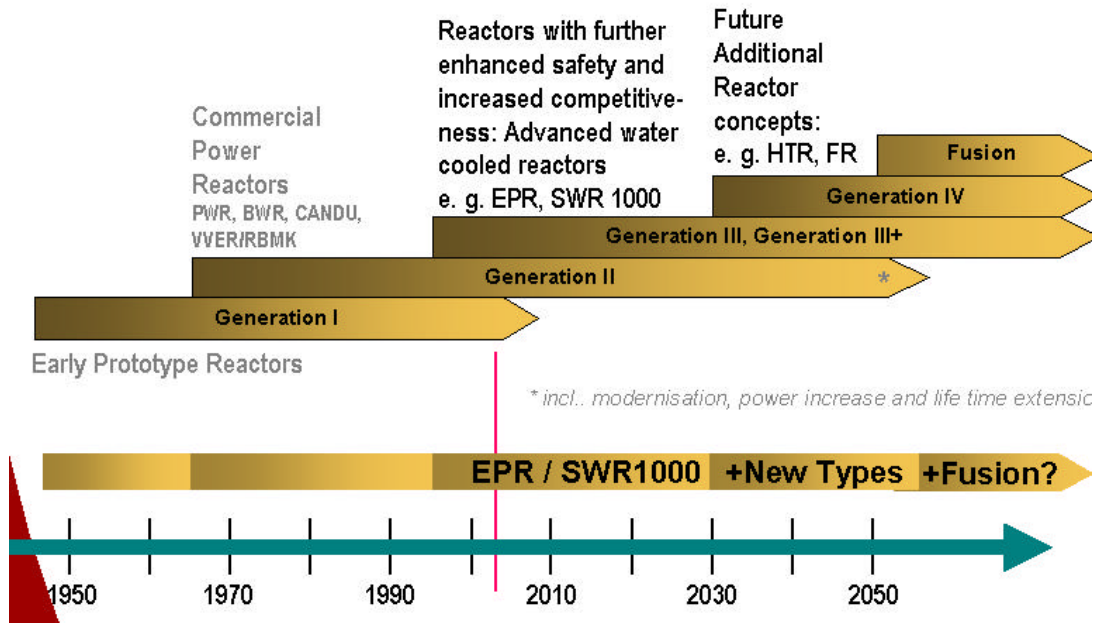 Reactors with further
enhanced safety and
increased competitive-
ness: Advanced water
cooled reactors
e. g. EPR, SWR 1000
Future
Additional
Reactor
concepts:
e. g. HTR, FR
Commercial
Power
Reactors
PWR, BWR, CANDU,
VVER/RBMK
Fusion
Generation IV
Generation III, Generation III+
Generation II *
Generation I
Early Prototype Reactors
* incl.. modernisation, power increase and life time extensio
EPR / SWR1000 +New Types +Fusion?
1950 1970 1990 2010 2030 2050